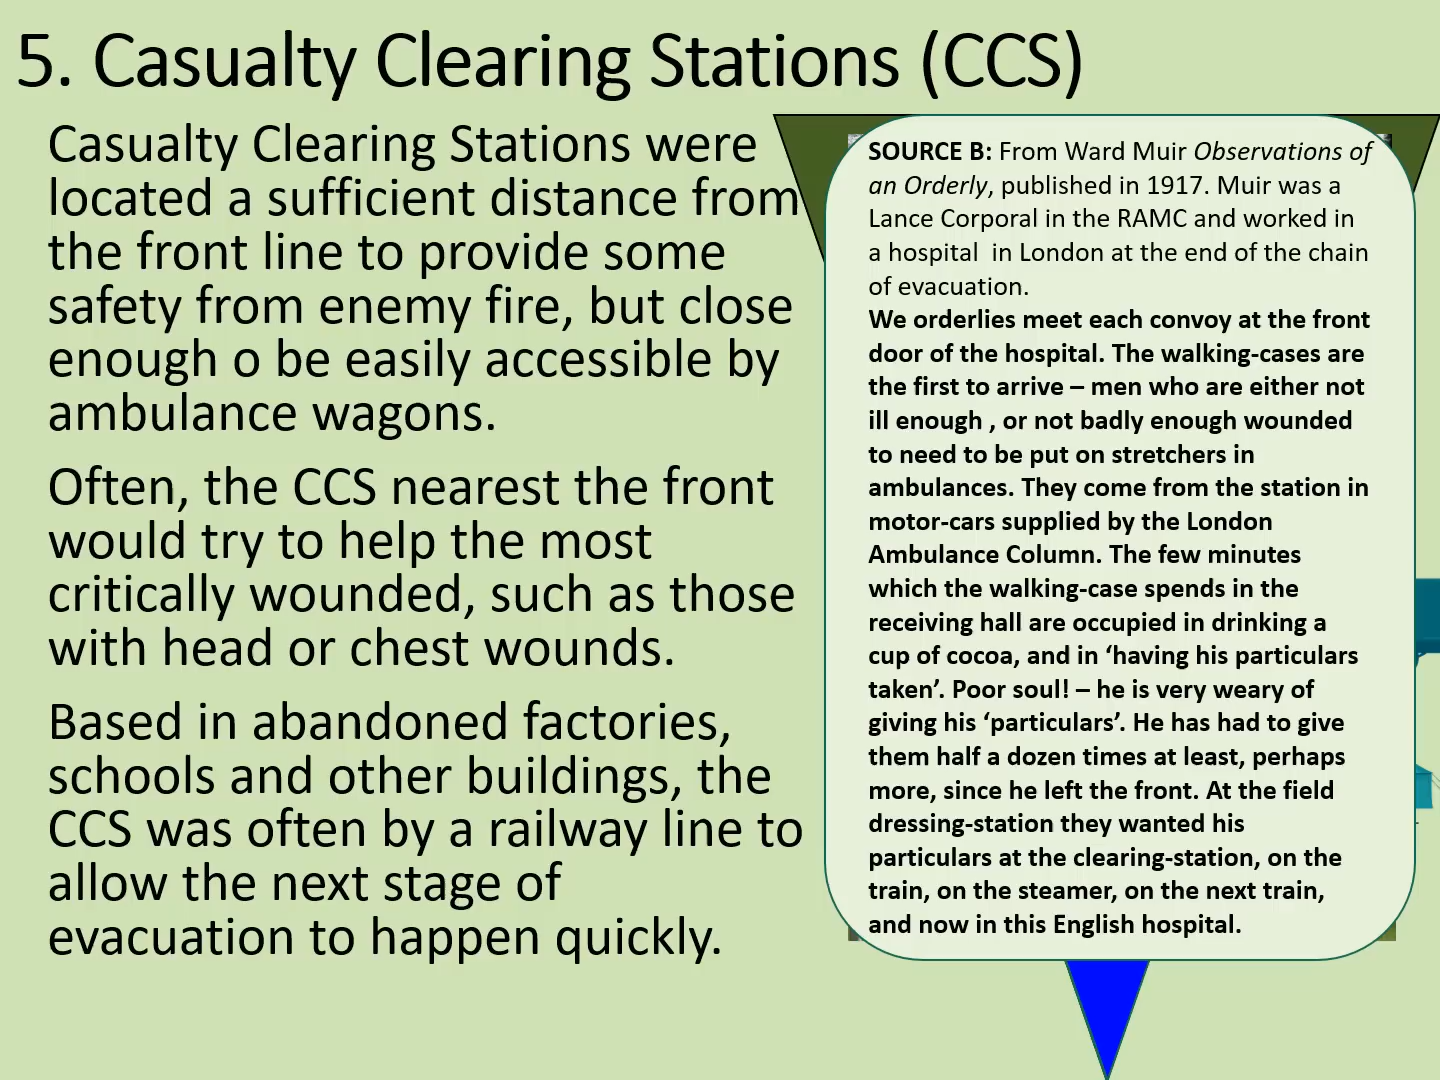 5. Casualty Clearing Stations (CCS)
Casualty Clearing Stations were
located a sufficient distance from
the front line to provide some
safety from enemy fire, but close
enough o be easily accessible by
ambulance wagons.
Often, the CCS nearest the front
would try to help the most
critically wounded, such as those
with head or chest wounds.
Based in abandoned factories,
schools and other buildings, the
CCS was often by a railway line to
allow the next stage of
evacuation to happen quickly.
SOURCE B: From Ward Muir Observations of
an Orderly, published in 1917. Muir was a
Lance Corporal in the RAMC and worked in
a hospital  in London at the end of the chain
of evacuation.
We orderlies meet each convoy at the front
door of the hospital. The walking-cases are
the first to arrive – men who are either not
ill enough , or not badly enough wounded
to need to be put on stretchers in
ambulances. They come from the station in
motor-cars supplied by the London
Ambulance Column. The few minutes
which the walking-case spends in the
receiving hall are occupied in drinking a
cup of cocoa, and in ‘having his particulars
taken’. Poor soul! – he is very weary of
giving his ‘particulars’. He has had to give
them half a dozen times at least, perhaps
more, since he left the front. At the field
dressing-station they wanted his
particulars at the clearing-station, on the
train, on the steamer, on the next train,
and now in this English hospital.